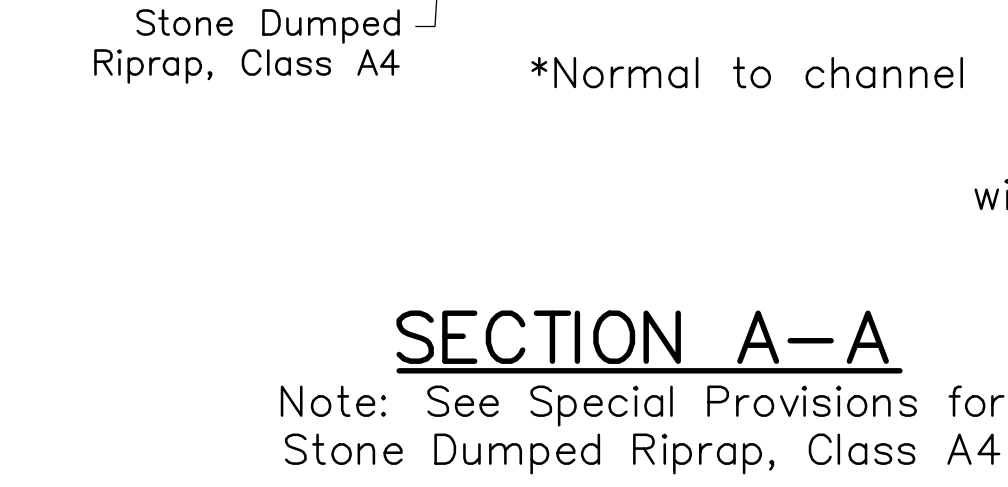 Stone Dumped
Riprap, Class A4
*Normal to channel
SECTION A-A
Note: See Special Provisions for
Stone Dumped Riprap, Class A4